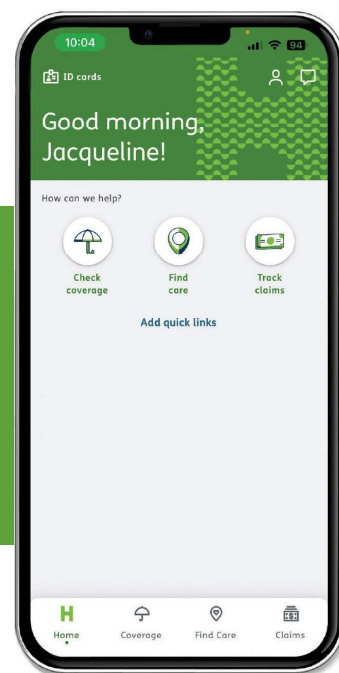 10:04
94
ID cards
Good morning,
Jacqueline!
How can we help?
Check
coverage
Find
care
Track
claims
Add quick links
H
Home
Coverage
Find Care
Claims